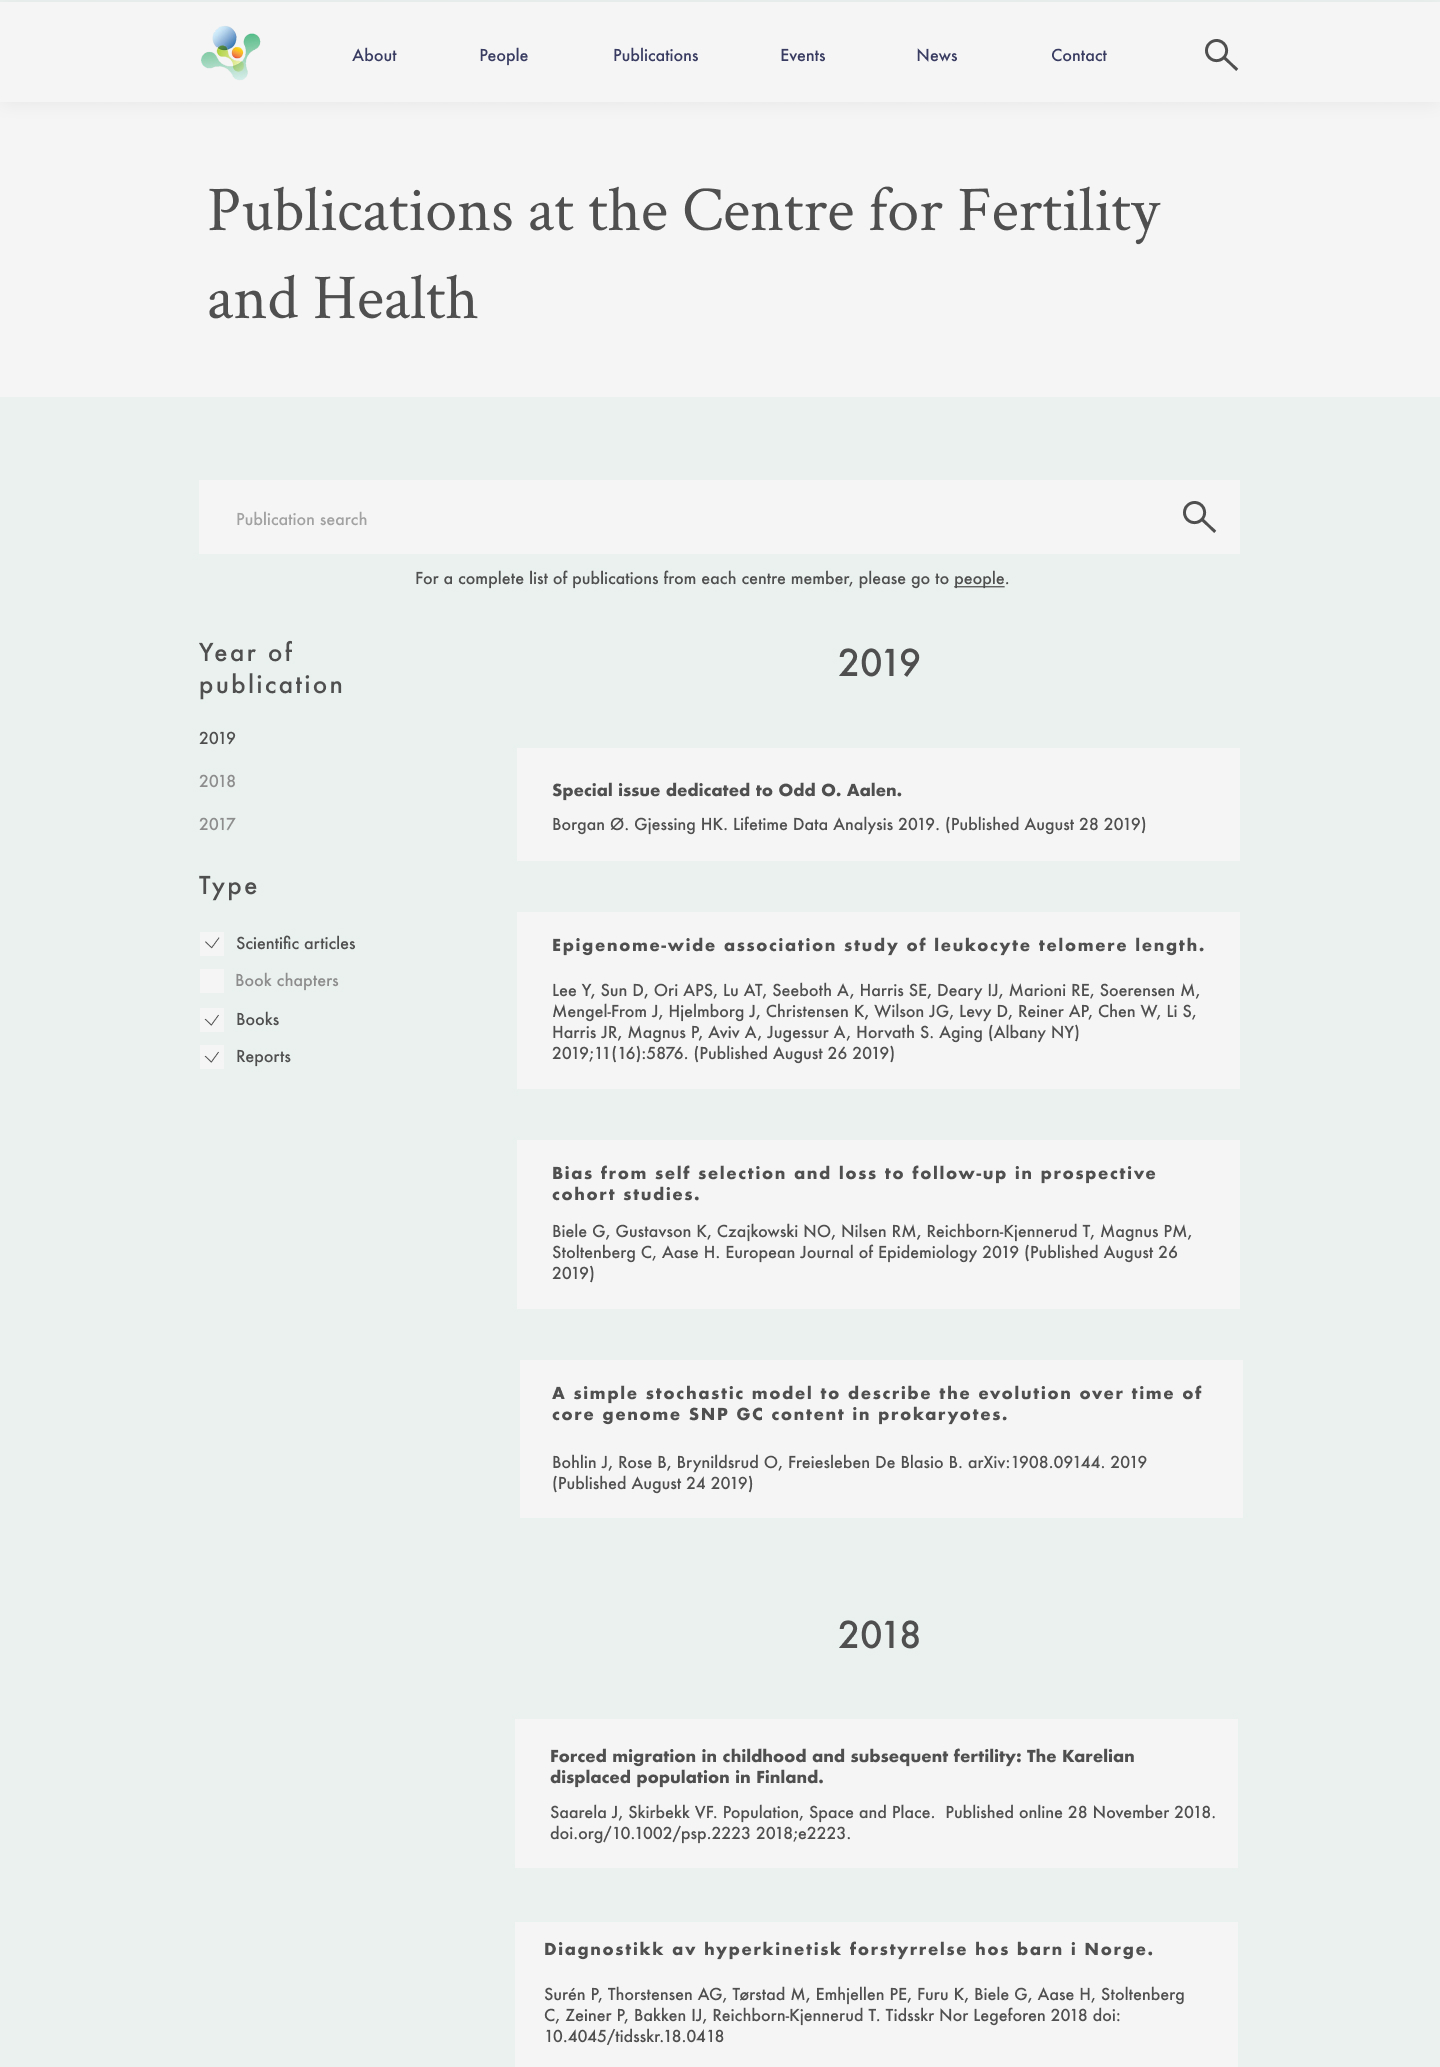 About People Publications Events News Contact
Publications at the Centre for Fertility
and Health
Publication search
For a complete list of publications from each centre member, please go to people.
Year of
publication
2019
2018
2017
Type
Scientific articles
Book chapters
Books
Reports
2019
Special issue dedicated to Odd O. Aalen.
Borgan Ø. Gjessing HK. Lifetime Data Analysis 2019. (Published August 28 2019)
Epigenome-wide association study of leukocyte telomere length.
Lee Y, Sun D, Ori APS, Lu AT, Seeboth A, Harris SE, Deary IJ, Marioni RE, Soerensen M,
Mengel-From J, Hjelmborg J, Christensen K, Wilson JG, Levy D, Reiner AP, Chen W, Li S,
Harris JR, Magnus P, Aviv A, Jugessur A, Horvath S. Aging (Albany NY)
2019;11(16):5876. (Published August 26 2019)
Bias from self selection and loss to follow-up in prospective
cohort studies.
Biele G, Gustavson K, Czajkowski NO, Nilsen RM, Reichborn-Kjennerud T, Magnus PM,
Stoltenberg C, Aase H. European Journal of Epidemiology 2019 (Published August 26
2019)
A simple stochastic model to describe the evolution over time of
core genome SNP GC content in prokaryotes.
Bohlin J, Rose B, Brynildsrud O, Freiesleben De Blasio B. arXiv:1908.09144. 2019
(Published August 24 2019)
2018
Forced migration in childhood and subsequent fertility: The Karelian
displaced population in Finland.
Saarela J, Skirbekk VF. Population, Space and Place.  Published online 28 November 2018.
doi.org/10.1002/psp.2223 2018;e2223.
Diagnostikk av hyperkinetisk forstyrrelse hos barn i Norge.
Surén P, Thorstensen AG, Tørstad M, Emhjellen PE, Furu K, Biele G, Aase H, Stoltenberg
C, Zeiner P, Bakken IJ, Reichborn-Kjennerud T. Tidsskr Nor Legeforen 2018 doi:
10.4045/tidsskr.18.0418